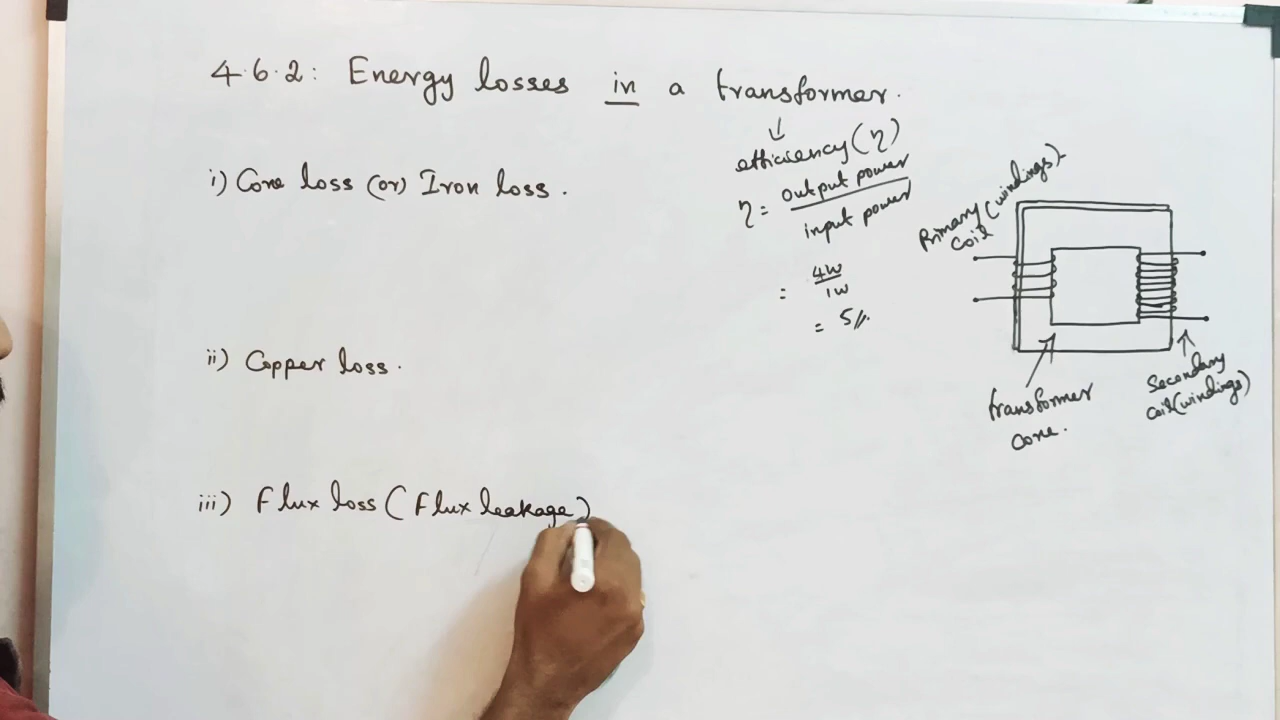 4.6.2: Energy losses in a transformer.
efficiency (η)
η = output power
input power
= 4W
1W
= 5%.
i) Core loss (or) Iron loss.
ii) Copper loss.
iii) Flux loss (Flux leakage)
Primary
coil (windings).
transformer
core.
Secondary
coil (windings)